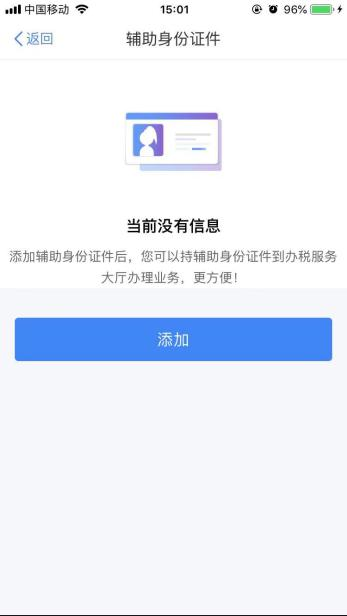 中国移动 15:01 96%
返回 辅助身份证件
当前没有信息
添加辅助身份证件后，您可以持辅助身份证件到办税服务
大厅办理业务，更方便！
添加